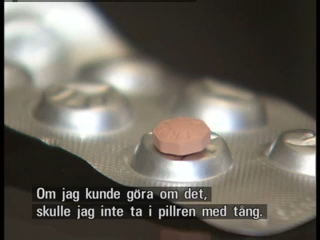 Om jag kunde göra om det,
skulle jag inte ta i pillren med tång.